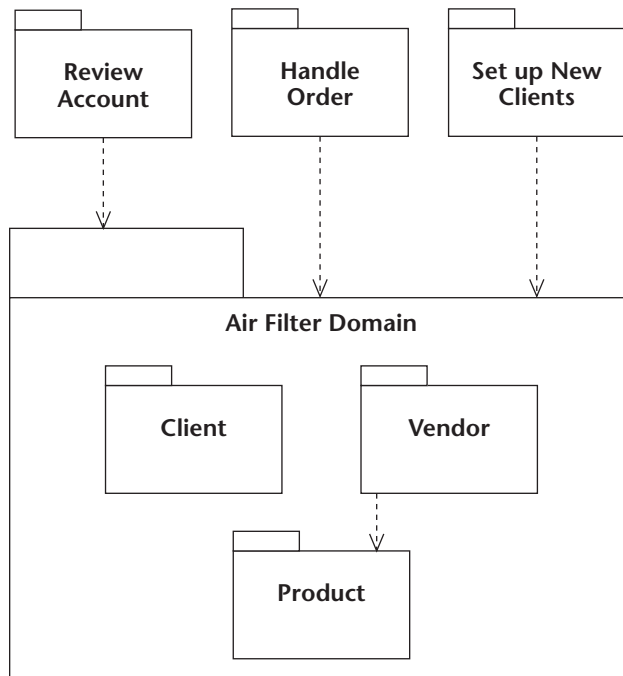 Review
Account
Handle
Order
Set up New
Clients
Air Filter Domain
Client
Vendor
Product